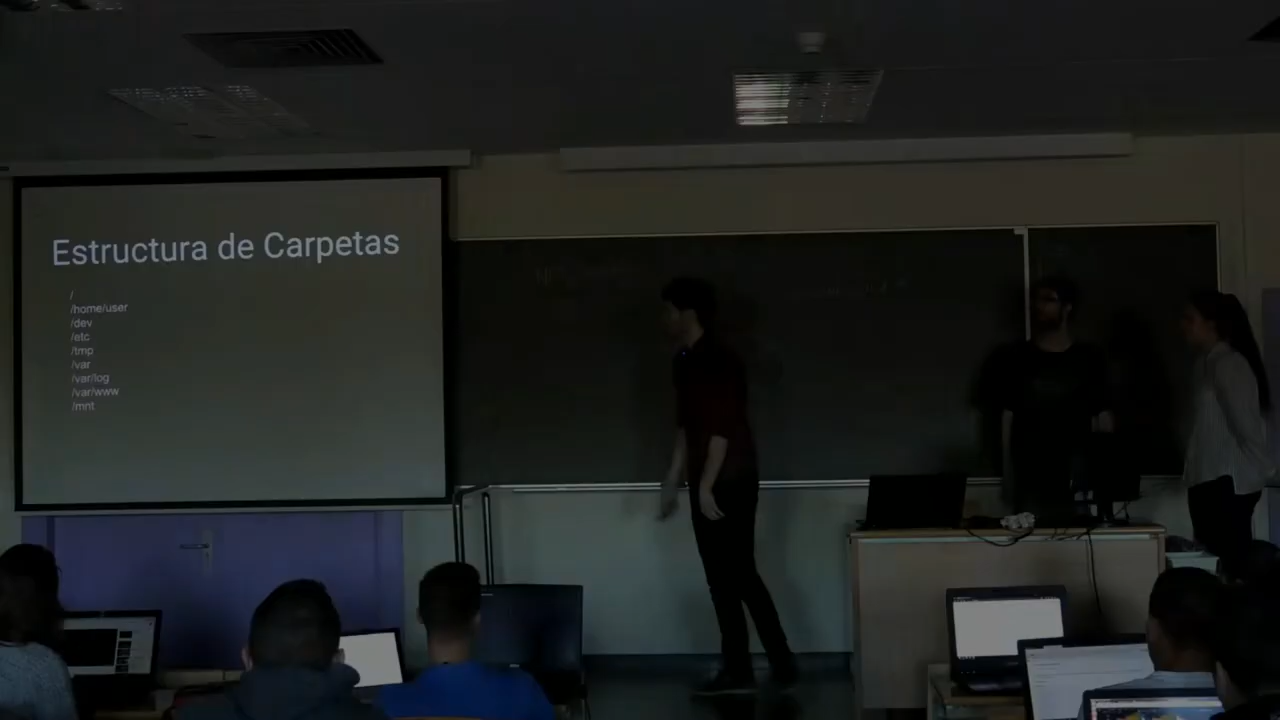 Estructura de Carpetas
/
/home/user
/dev
/etc
/tmp
/var
/var/log
/var/www
/mnt